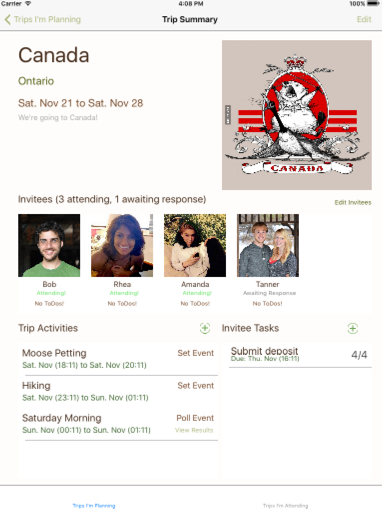 Carrier 4:08 PM 100%
Trips I'm Planning Trip Summary Edit
Canada
Ontario
Sat. Nov 21 to Sat. Nov 28
We're going to Canada!
CANADA
Invitees (3 attending, 1 awaiting response) Edit Invitees
Bob Rhea Amanda Tanner
Attending! Attending! Attending! Awaiting Response
No ToDos! No ToDos! No ToDos! No ToDos!
Trip Activities Invitee Tasks
Moose Petting Set Event
Sat. Nov (18:11) to Sat. Nov (20:11)
Submit deposit 4/4
Due: Thu. Nov (16:11)
Hiking Set Event
Sat. Nov (23:11) to Sun. Nov (01:11)
Saturday Morning Poll Event
Sun. Nov (00:11) to Sun. Nov (01:11) View Results
Trips I'm Planning Trips I'm Attending